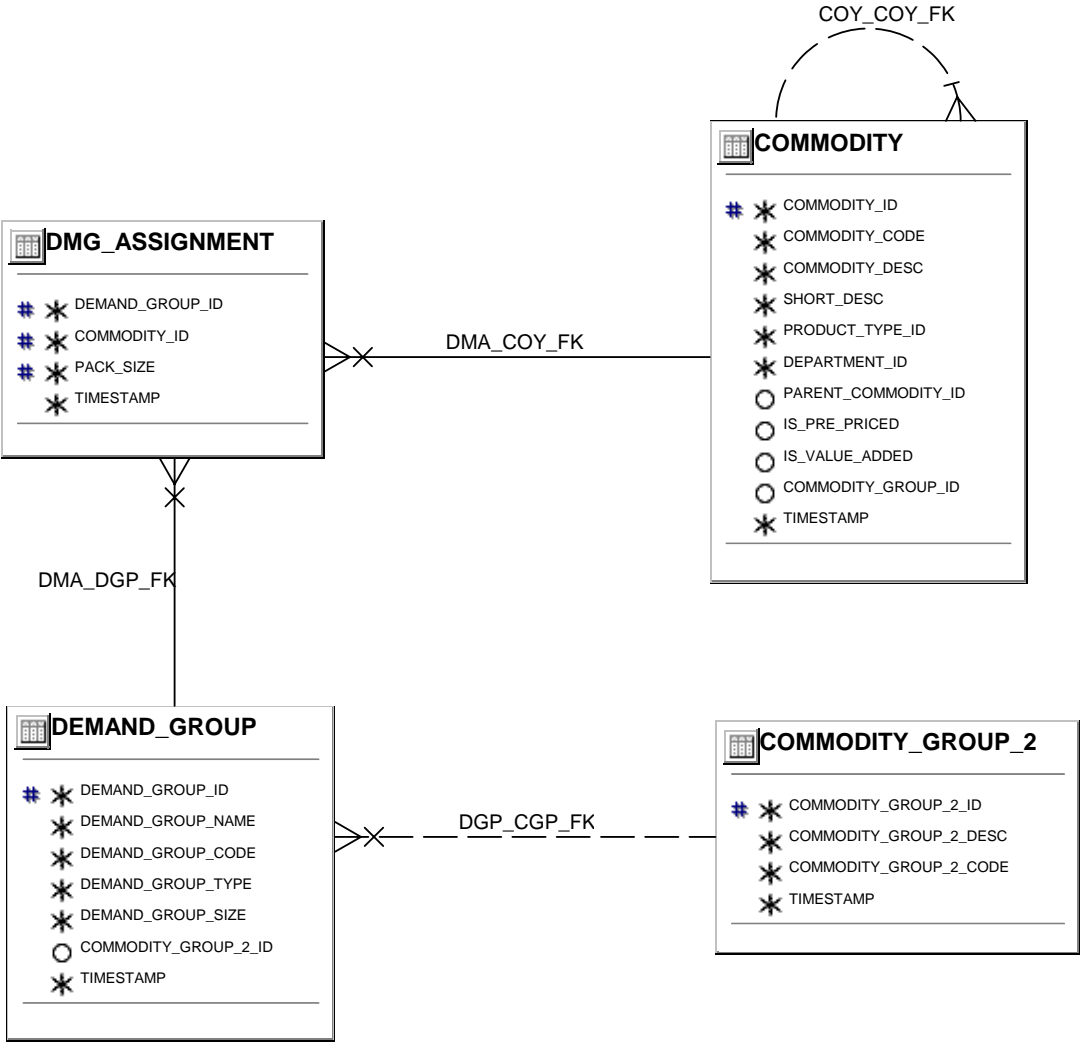 COY_COY_FK
COMMODITY
# * COMMODITY_ID
* COMMODITY_CODE
* COMMODITY_DESC
* SHORT_DESC
* PRODUCT_TYPE_ID
* DEPARTMENT_ID
O PARENT_COMMODITY_ID
O IS_PRE_PRICED
O IS_VALUE_ADDED
O COMMODITY_GROUP_ID
* TIMESTAMP
DMG_ASSIGNMENT
# * DEMAND_GROUP_ID
# * COMMODITY_ID
# * PACK_SIZE
* TIMESTAMP
DMA_COY_FK
DMA_DGP_FK
DEMAND_GROUP
# * DEMAND_GROUP_ID
* DEMAND_GROUP_NAME
* DEMAND_GROUP_CODE
* DEMAND_GROUP_TYPE
* DEMAND_GROUP_SIZE
O COMMODITY_GROUP_2_ID
* TIMESTAMP
DGP_CGP_FK
COMMODITY_GROUP_2
# * COMMODITY_GROUP_2_ID
* COMMODITY_GROUP_2_DESC
* COMMODITY_GROUP_2_CODE
* TIMESTAMP